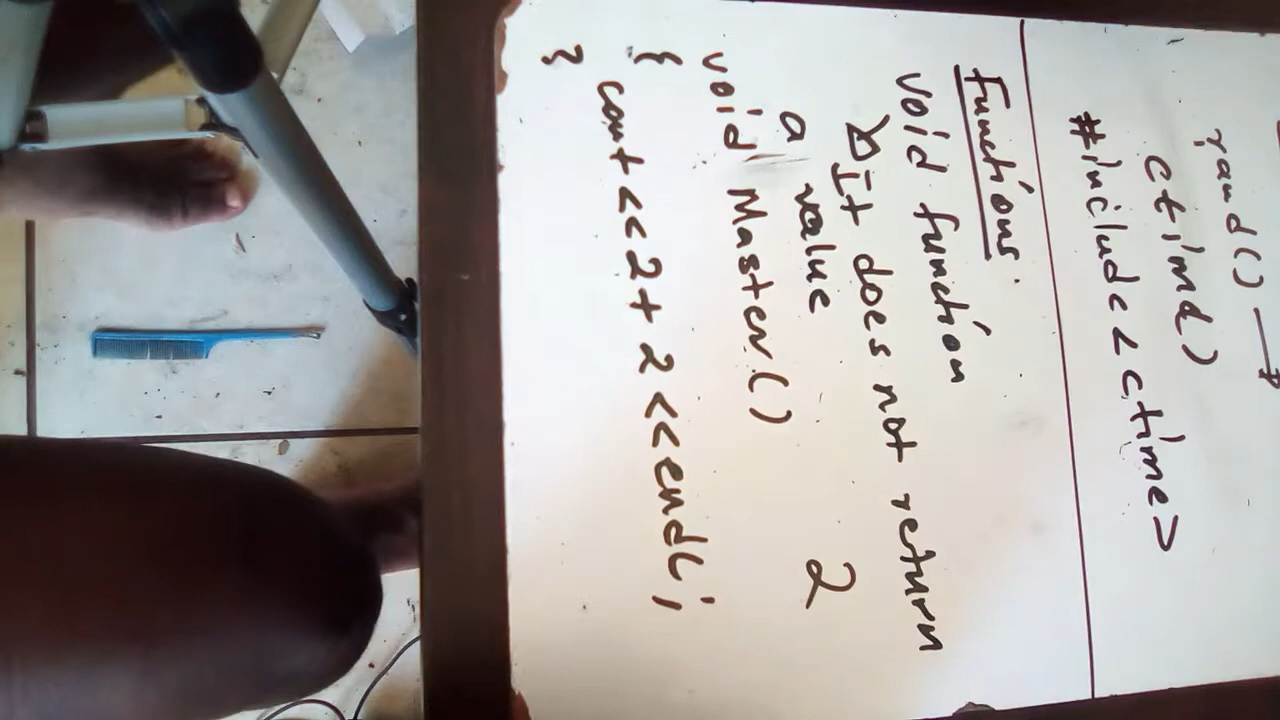 rand() →
ctime()
#include <ctime>
Functions.
void function
It does not return
a value 2
void Master()
{
cout <<2+2 <<endl;
}